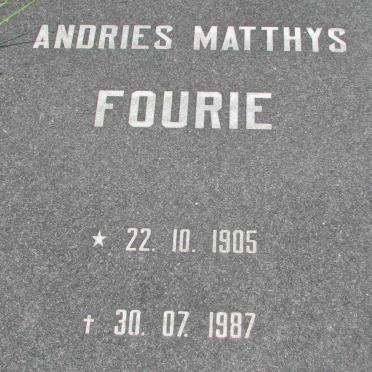 ANDRIES MATTHYS
FOURIE
★ 22. 10. 1905
✝ 30. 07. 1987